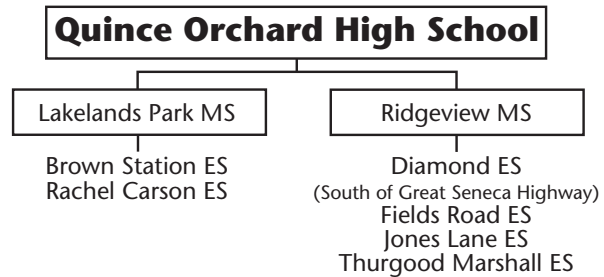 Quince Orchard High School
Lakelands Park MS
Brown Station ES
Rachel Carson ES
Ridgeview MS
Diamond ES
(South of Great Seneca Highway)
Fields Road ES
Jones Lane ES
Thurgood Marshall ES